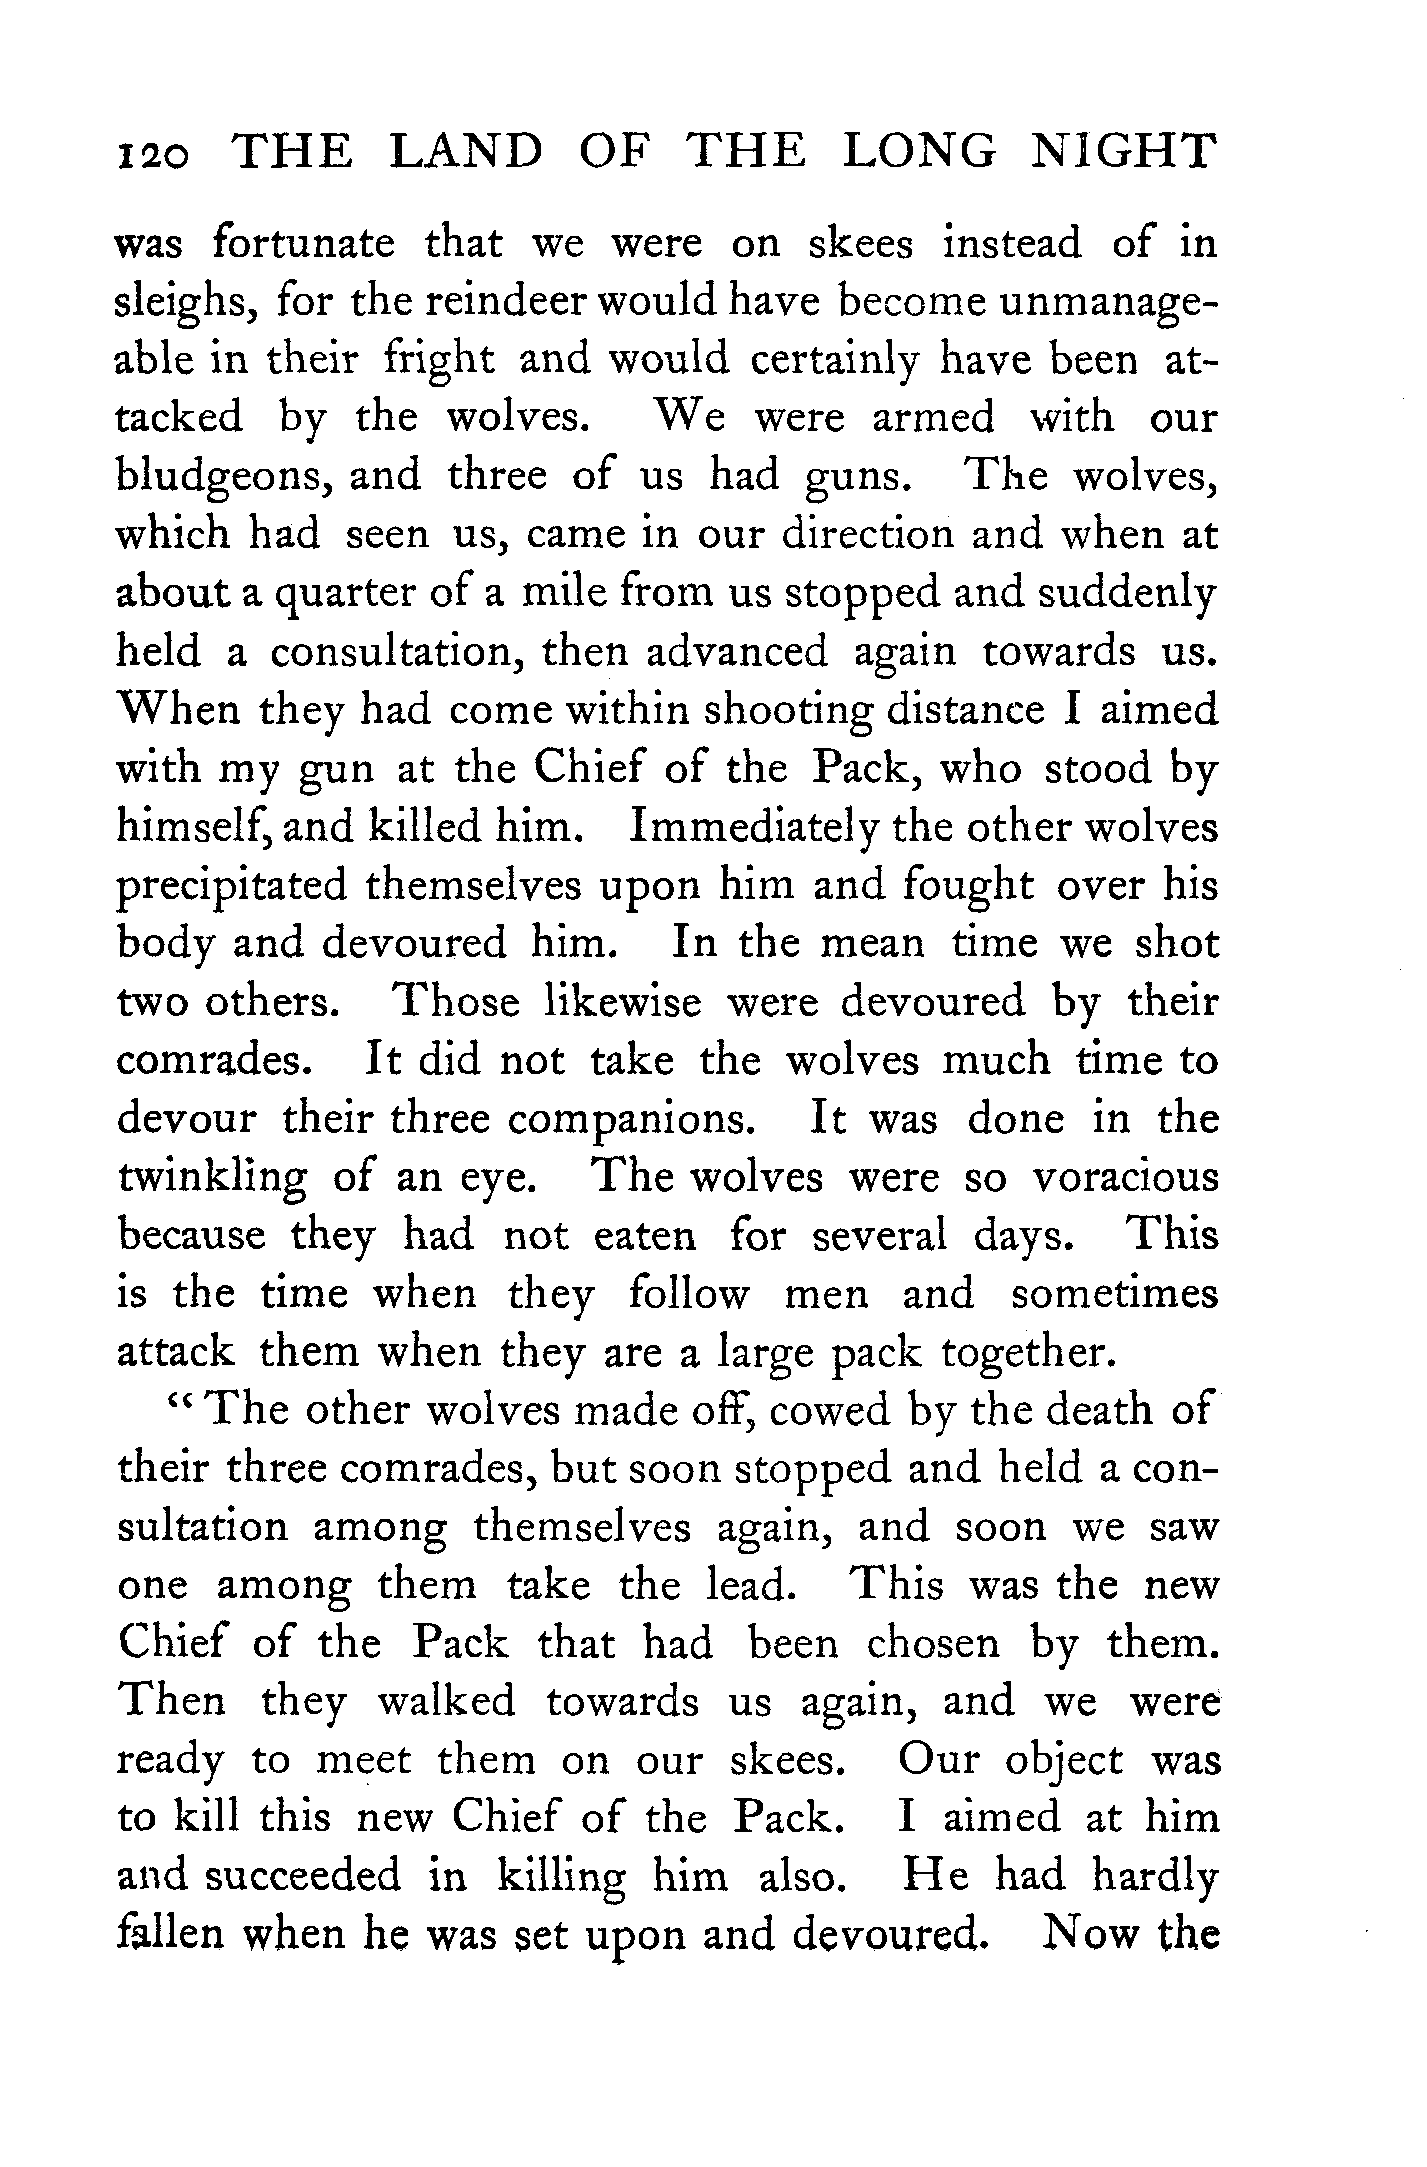 120 THE LAND OF THE LONG NIGHT
was fortunate that we were on skees instead of in
sleighs, for the reindeer would have become unmanage-
able in their fright and would certainly have been at-
tacked by the wolves. We were armed with our
bludgeons, and three of us had guns. The wolves,
which had seen us, came in our direction and when at
about a quarter of a mile from us stopped and suddenly
held a consultation, then advanced again towards us.
When they had come within shooting distance I aimed
with my gun at the Chief of the Pack, who stood by
himself, and killed him. Immediately the other wolves
precipitated themselves upon him and fought over his
body and devoured him. In the mean time we shot
two others. Those likewise were devoured by their
comrades. It did not take the wolves much time to
devour their three companions. It was done in the
twinkling of an eye. The wolves were so voracious
because they had not eaten for several days. This
is the time when they follow men and sometimes
attack them when they are a large pack together.
“The other wolves made off, cowed by the death of
their three comrades, but soon stopped and held a con-
sultation among themselves again, and soon we saw
one among them take the lead. This was the new
Chief of the Pack that had been chosen by them.
Then they walked towards us again, and we were
ready to meet them on our skees. Our object was
to kill this new Chief of the Pack. I aimed at him
and succeeded in killing him also. He had hardly
fallen when he was set upon and devoured. Now the